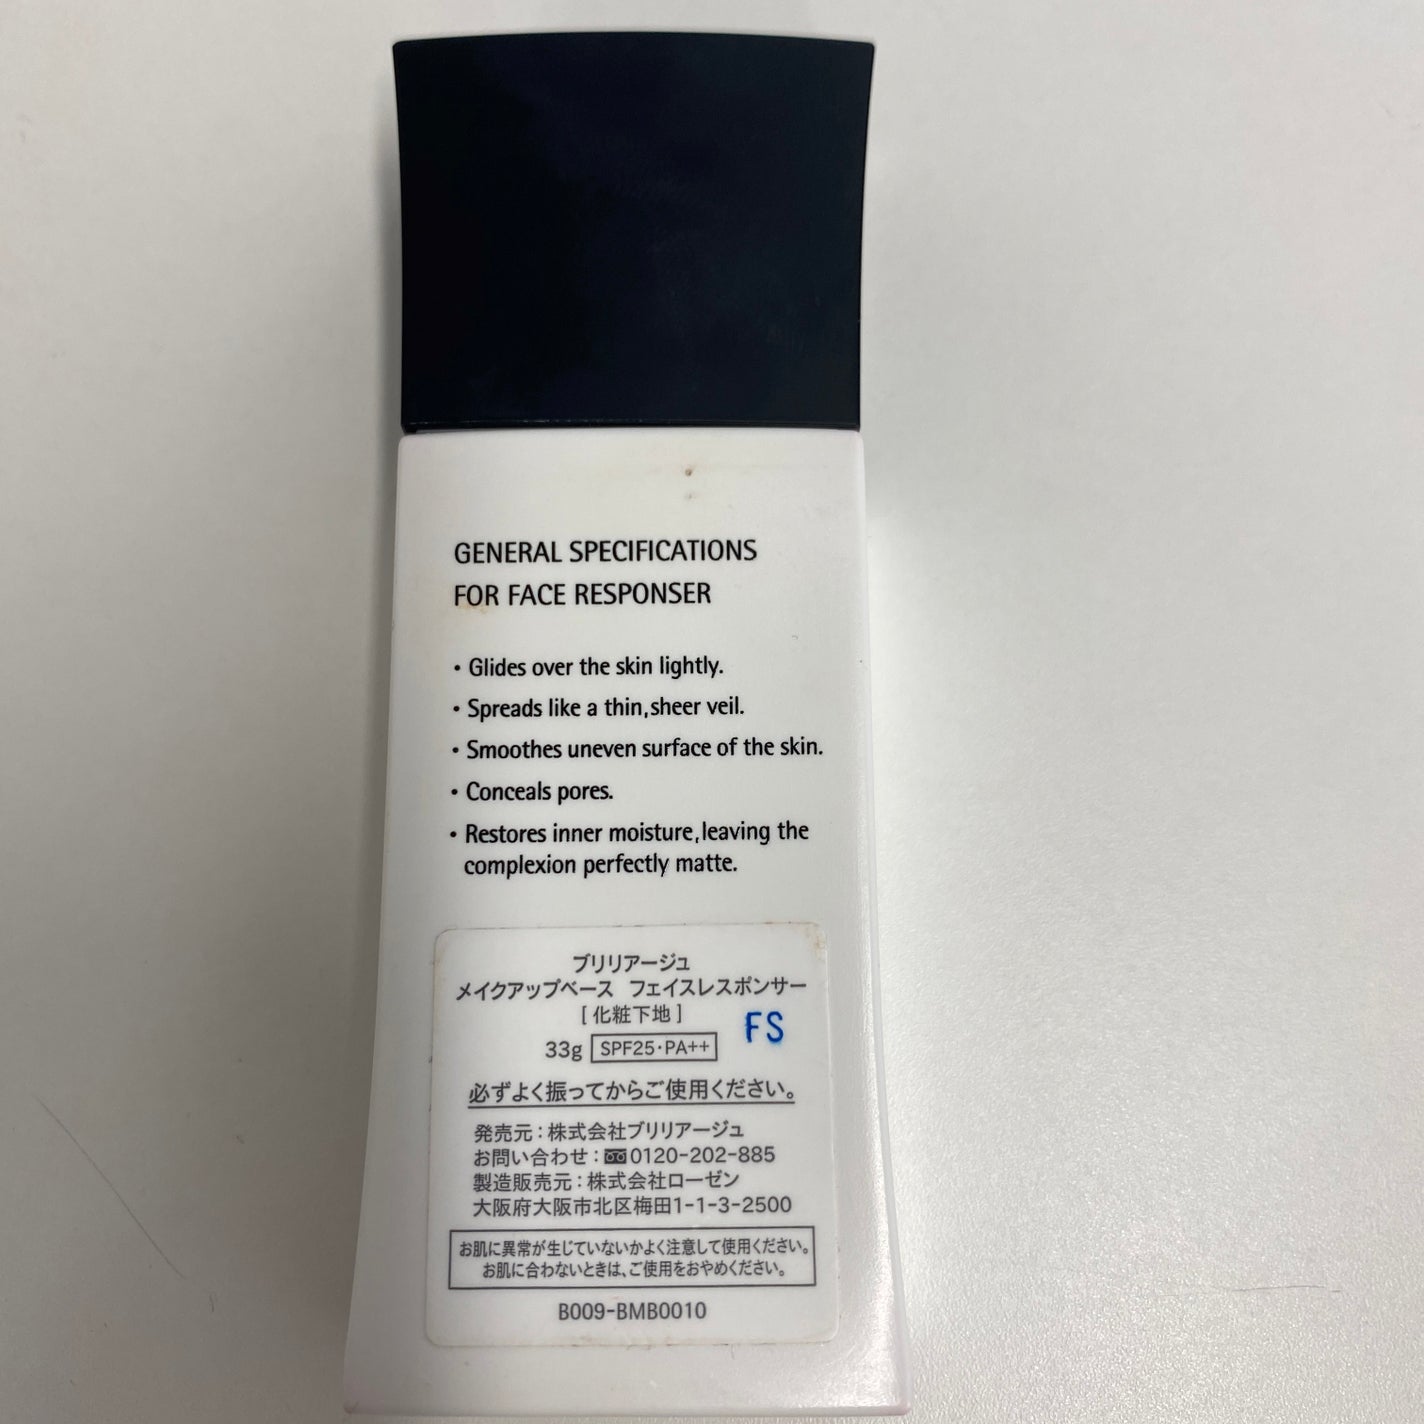 GENERAL SPECIFICATIONS
FOR FACE RESPONSER
・Glides over the skin lightly.
・Spreads like a thin,sheer veil.
・Smoothes uneven surface of the skin.
・Conceals pores.
・Restores inner moisture,leaving the
complexion perfectly matte.
ブリリアージュ
メイクアップベース フェイスレスポンサー
[ 化粧下地 ]
FS
33g SPF25・PA++
必ずよく振ってからご使用ください。
発売元：株式会社ブリリアージュ
お問い合わせ：0120-202-885
製造販売元：株式会社ローゼン
大阪府大阪市北区梅田1-1-3-2500
お肌に異常が生じていないかよく注意して使用ください。
お肌に合わないときは、ご使用をおやめください。
B009-BMB0010